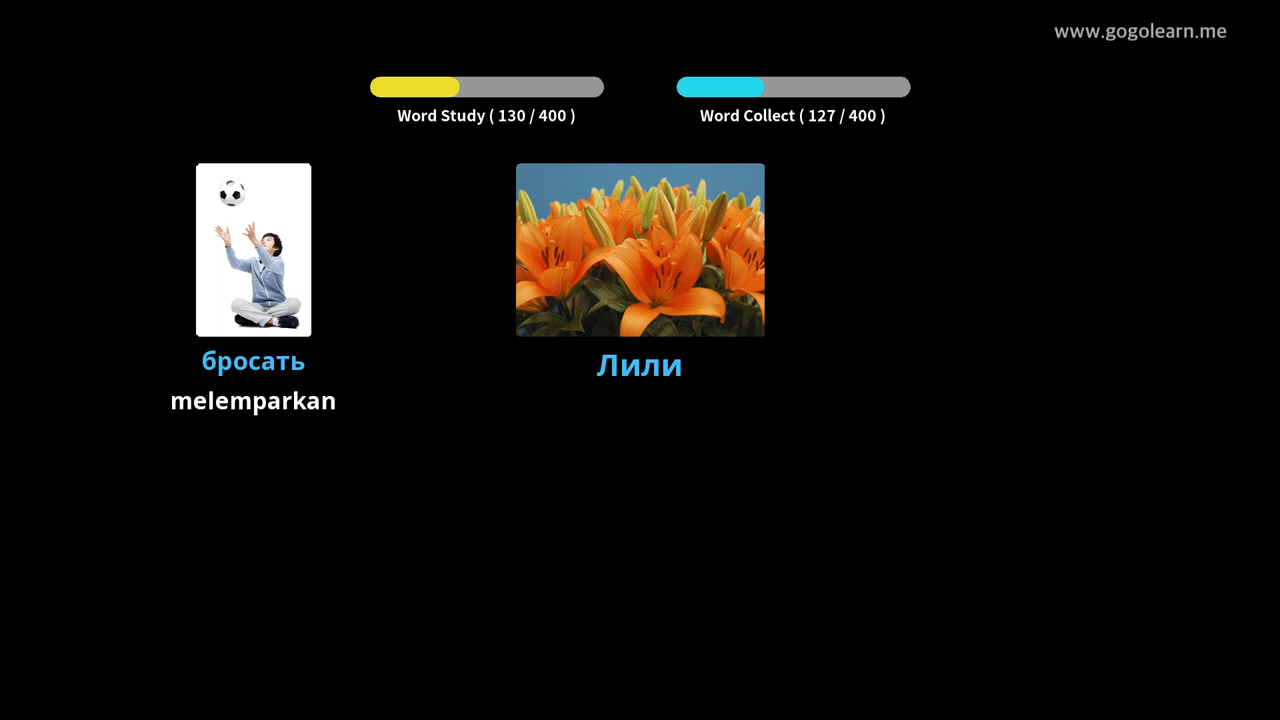 www.gogolearn.me
Word Study ( 130 / 400 )
Word Collect ( 127 / 400 )
бросать
melemparkan
Лили